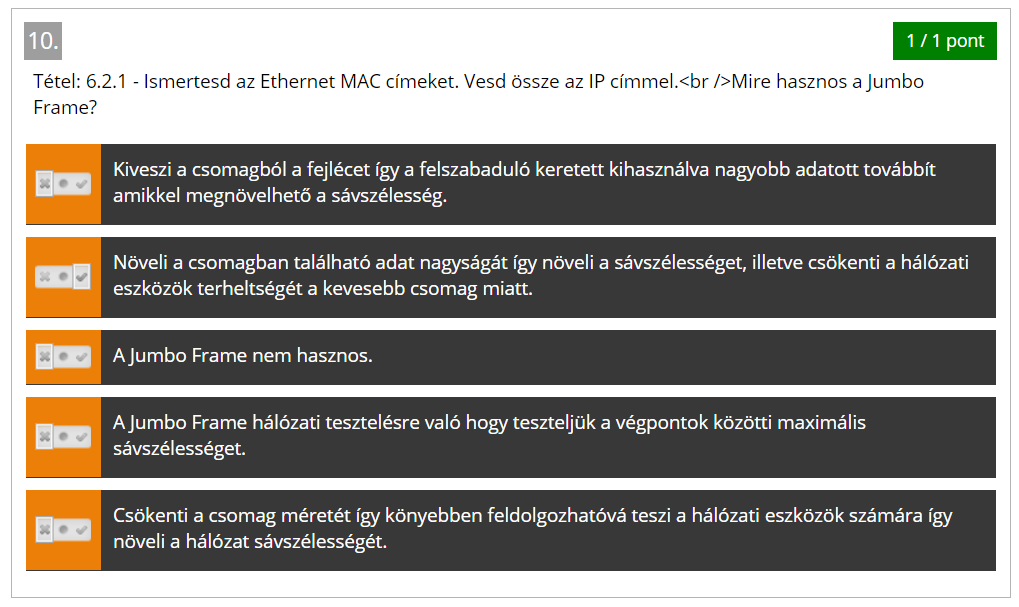 10.
1 / 1 pont
Tétel: 6.2.1 - Ismertesd az Ethernet MAC címeket. Vesd össze az IP címmel.<br />Mire hasznos a Jumbo
Frame?
Kiveszi a csomagból a fejlécet így a felszabaduló keretett kihasználva nagyobb adatott továbbít
amikkel megnövelhető a sávszélesség.
Növeli a csomagban található adat nagyságát így növeli a sávszélességet, illetve csökenti a hálózati
eszközök terheltségét a kevesebb csomag miatt.
A Jumbo Frame nem hasznos.
A Jumbo Frame hálózati tesztelésre való hogy teszteljük a végpontok közötti maximális
sávszélességet.
Csökenti a csomag méretét így könyebben feldolgozhatóvá teszi a hálózati eszközök számára így
növeli a hálózat sávszélességét.